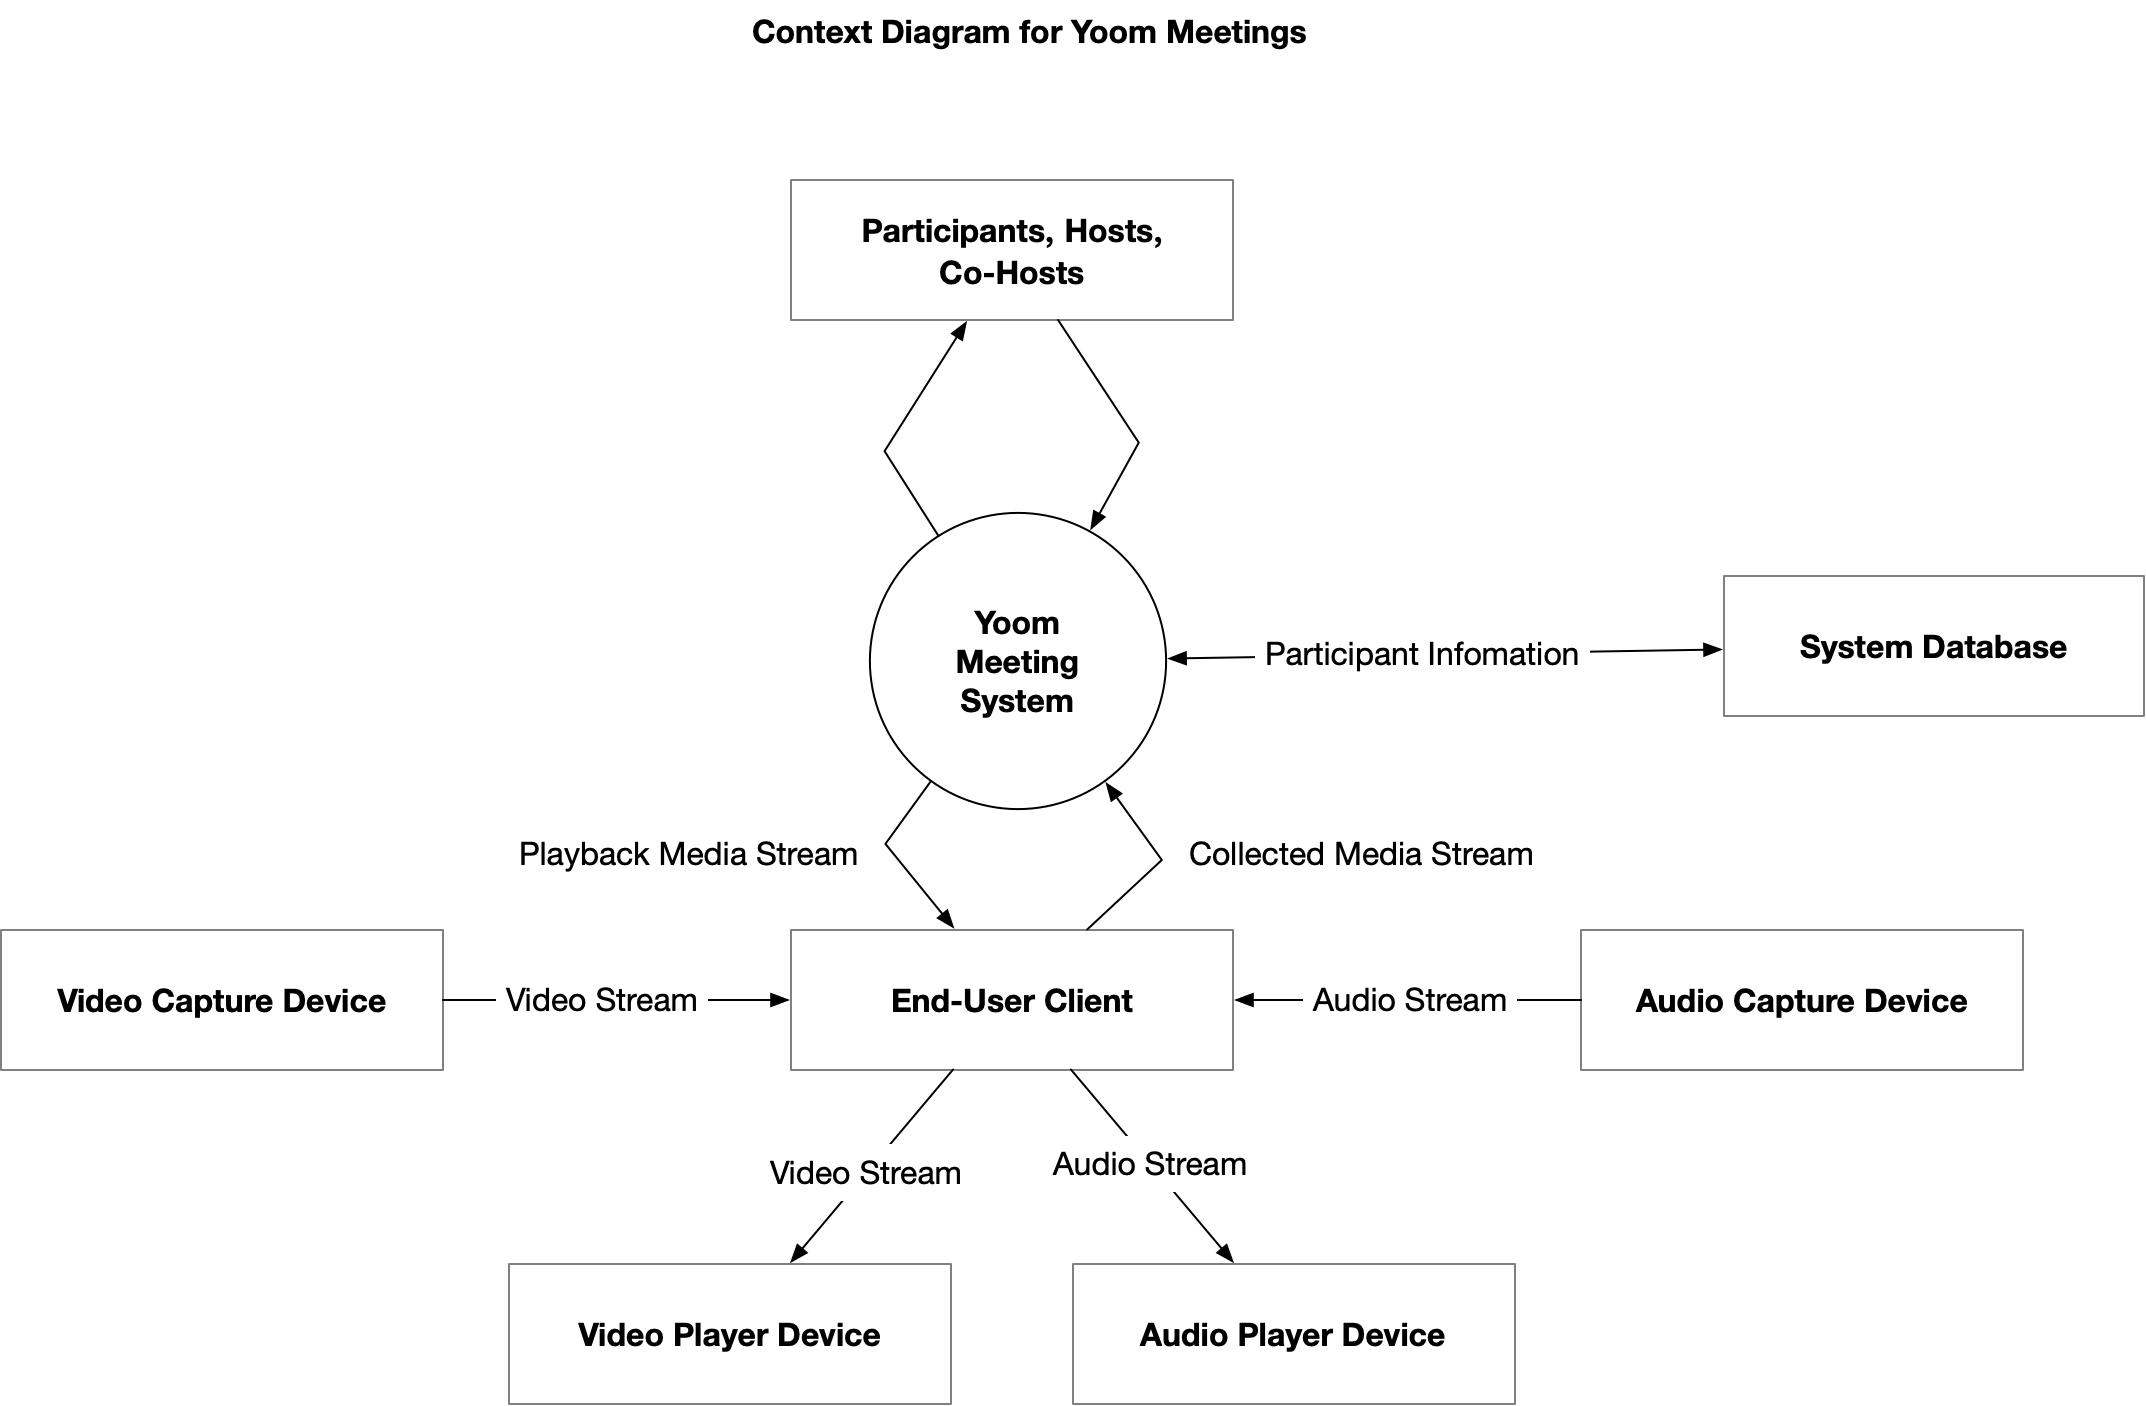 Context Diagram for Yoom Meetings
Participants, Hosts,
Co-Hosts
Yoom
Meeting
System
Participant Infomation
System Database
Playback Media Stream
Collected Media Stream
Video Capture Device
Video Stream
End-User Client
Audio Stream
Audio Capture Device
Video Stream
Audio Stream
Video Player Device
Audio Player Device